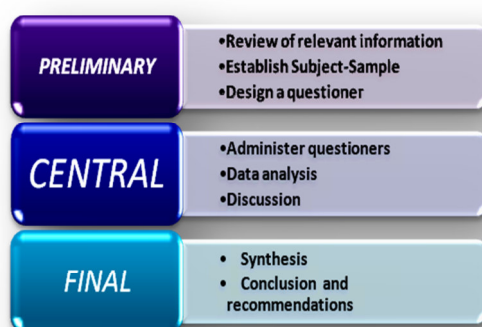 PRELIMINARY
•Review of relevant information
•Establish Subject-Sample
•Design a questioner
CENTRAL
•Administer questioners
•Data analysis
•Discussion
FINAL
• Synthesis
• Conclusion and
recommendations